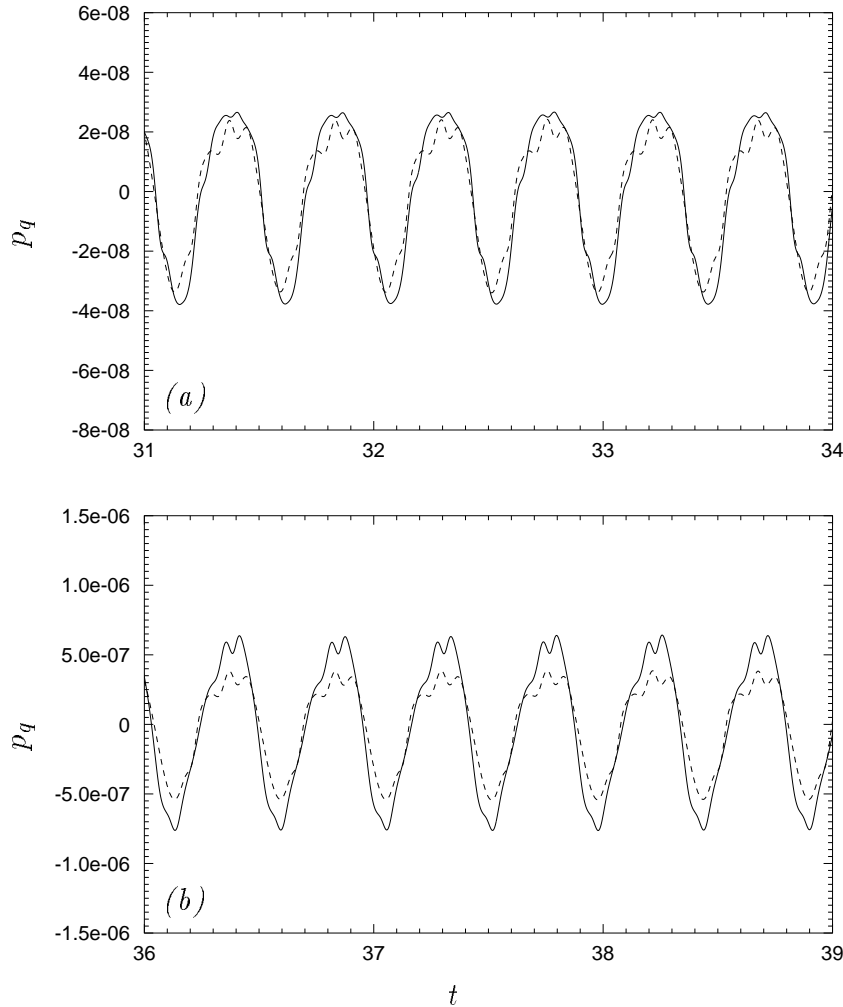 6e-08
4e-08
2e-08
0
-2e-08
-4e-08
-6e-08
-8e-08
p_q
(a)
31 32 33 34
1.5e-06
1.0e-06
5.0e-07
0
-5.0e-07
-1.0e-06
-1.5e-06
p_q
(b)
36 37 38 39
t